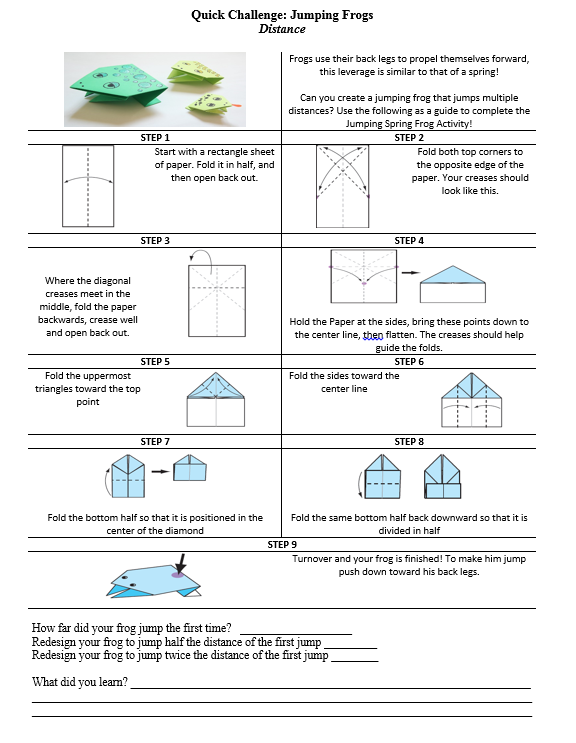 Quick Challenge: Jumping Frogs
Distance
Frogs use their back legs to propel themselves forward,
this leverage is similar to that of a spring!
Can you create a jumping frog that jumps multiple
distances? Use the following as a guide to complete the
Jumping Spring Frog Activity!
STEP 1
Start with a rectangle sheet
of paper. Fold it in half, and
then open back out.
STEP 2
Fold both top corners to
the opposite edge of the
paper. Your creases should
look like this.
STEP 3
Where the diagonal
creases meet in the
middle, fold the paper
backwards, crease well
and open back out.
STEP 4
Hold the Paper at the sides, bring these points down to
the center line, then flatten. The creases should help
guide the folds.
STEP 5
Fold the uppermost
triangles toward the top
point
STEP 6
Fold the sides toward the
center line
STEP 7
Fold the bottom half so that it is positioned in the
center of the diamond
STEP 8
Fold the same bottom half back downward so that it is
divided in half
STEP 9
Turnover and your frog is finished! To make him jump
push down toward his back legs.
How far did your frog jump the first time? ____________________
Redesign your frog to jump half the distance of the first jump _________
Redesign your frog to jump twice the distance of the first jump ________
What did you learn? ____________________